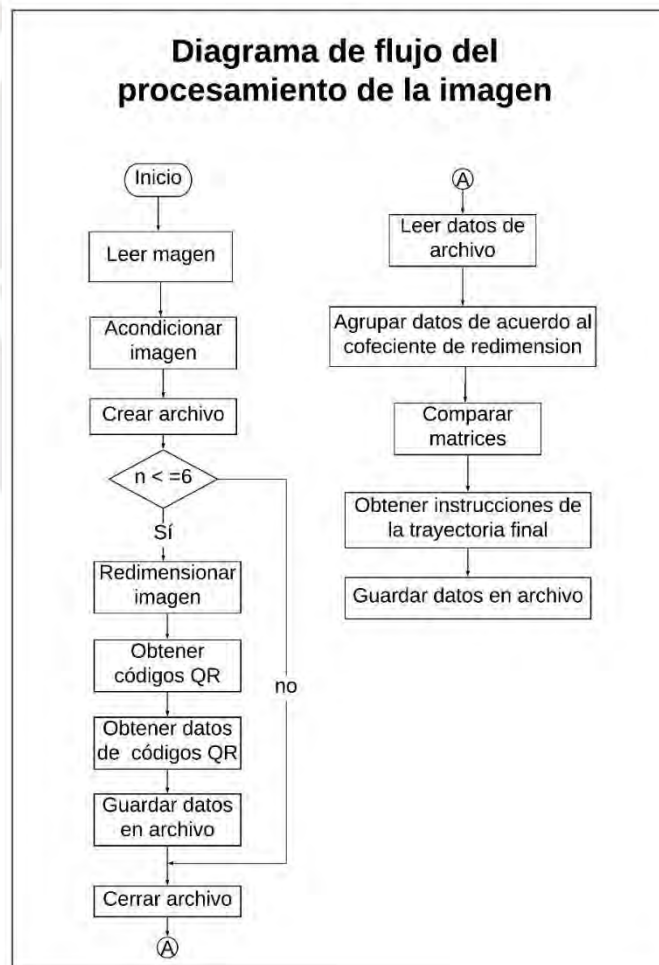 Diagrama de flujo del
procesamiento de la imagen
Inicio
Leer magen
Acondicionar
imagen
Crear archivo
n < =6
Sí
Redimensionar
imagen
Obtener
códigos QR
no
Obtener datos
de códigos QR
Guardar datos
en archivo
Cerrar archivo
A
A
Leer datos de
archivo
Agrupar datos de acuerdo al
cofeciente de redimension
Comparar
matrices
Obtener instrucciones de
la trayectoria final
Guardar datos en archivo